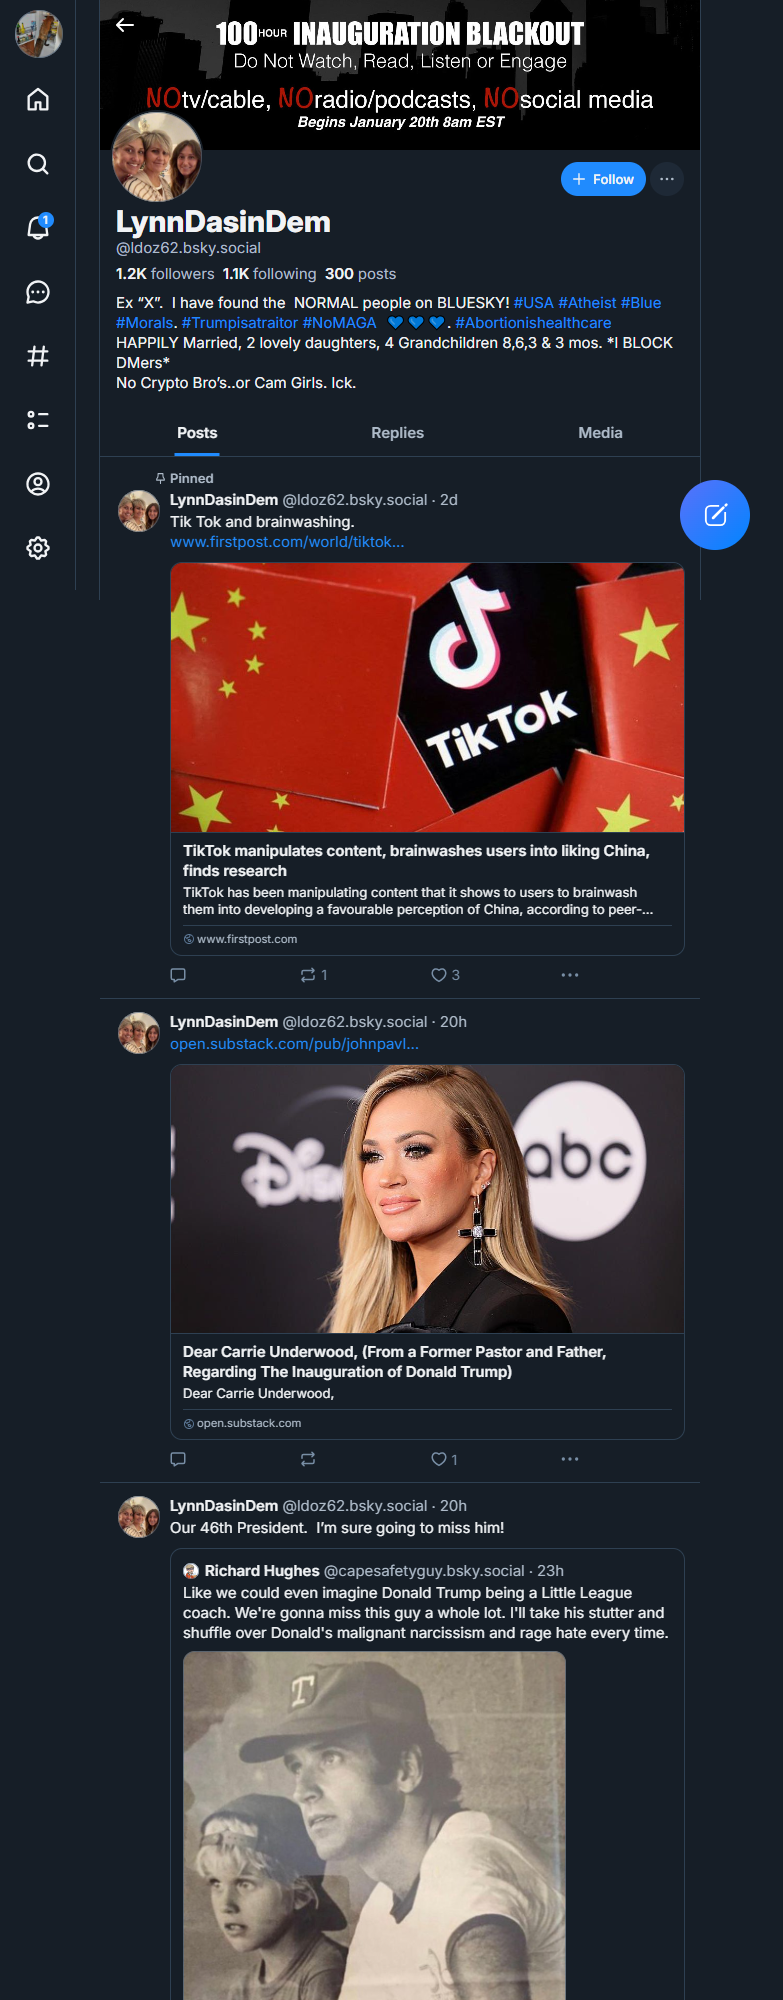 100 HOUR INAUGURATION BLACKOUT
Do Not Watch, Read, Listen or Engage
NOtv/cable, NOradio/podcasts, NOsocial media
Begins January 20th 8am EST
+ Follow
1
LynnDasinDem
@ldoz62.bsky.social
1.2K followers 1.1K following 300 posts
Ex “X”. I have found the NORMAL people on BLUESKY! #USA #Atheist #Blue
#Morals. #Trumpisatraitor #NoMAGA 💙💙💙. #Abortionishealthcare
HAPPILY Married, 2 lovely daughters, 4 Grandchildren 8,6,3 & 3 mos. *I BLOCK
DMers*
No Crypto Bro’s..or Cam Girls. Ick.
Posts Replies Media
Pinned
LynnDasinDem @ldoz62.bsky.social · 2d
Tik Tok and brainwashing.
www.firstpost.com/world/tiktok...
TikTok
TikTok manipulates content, brainwashes users into liking China,
finds research
TikTok has been manipulating content that it shows to users to brainwash
them into developing a favourable perception of China, according to peer-...
www.firstpost.com
1 3
LynnDasinDem @ldoz62.bsky.social · 20h
open.substack.com/pub/johnpavl...
Disn
abc
Dear Carrie Underwood, (From a Former Pastor and Father,
Regarding The Inauguration of Donald Trump)
Dear Carrie Underwood,
open.substack.com
1
LynnDasinDem @ldoz62.bsky.social · 20h
Our 46th President. I’m sure going to miss him!
Richard Hughes @capesafetyguy.bsky.social · 23h
Like we could even imagine Donald Trump being a Little League
coach. We're gonna miss this guy a whole lot. I'll take his stutter and
shuffle over Donald's malignant narcissism and rage hate every time.
T